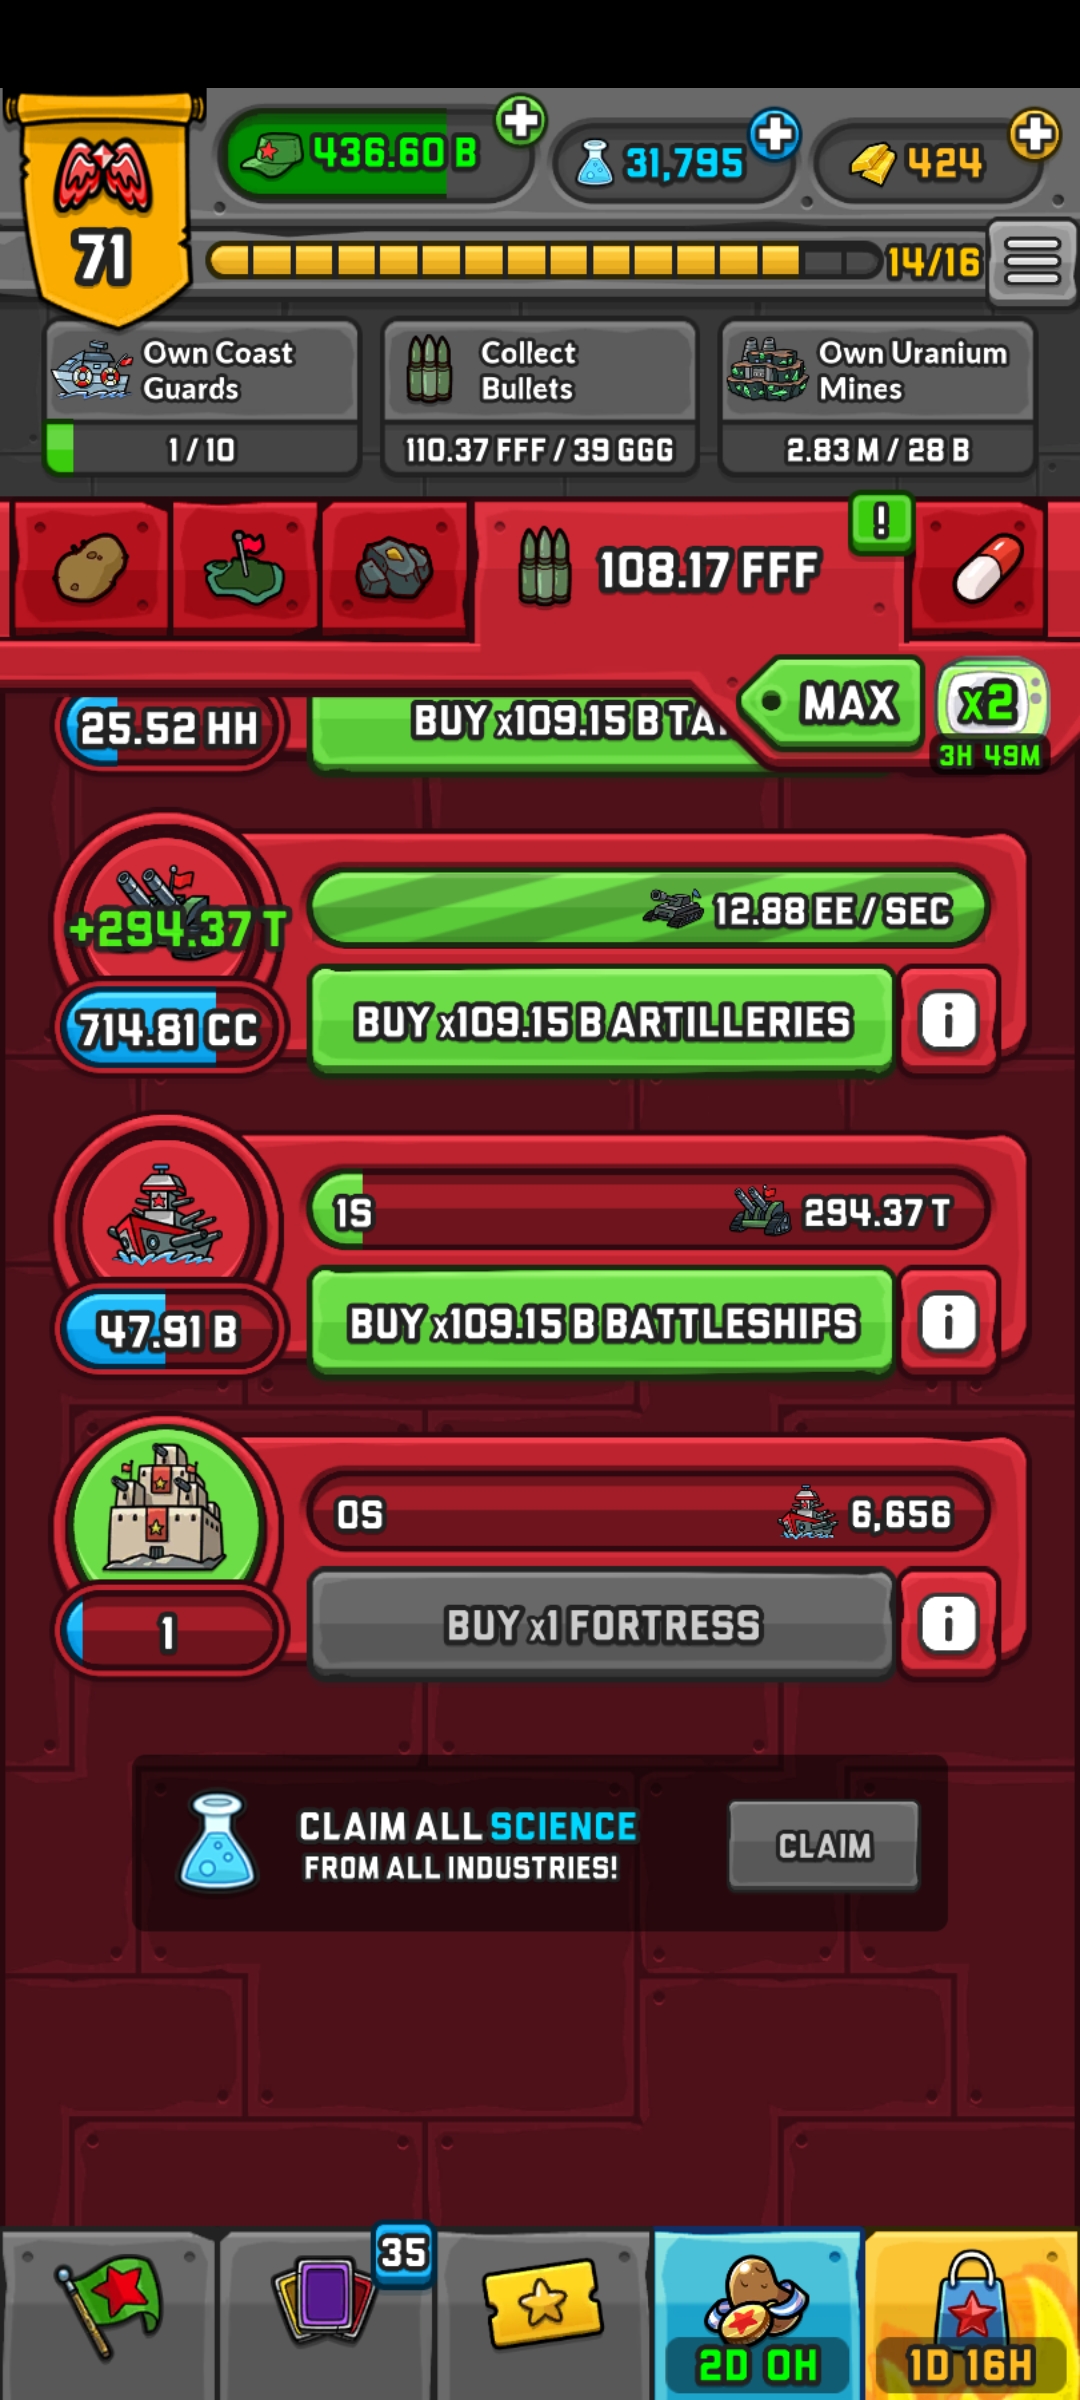 436.60 B
31,795
424
71
14/16
Own Coast
Guards
1/10
Collect
Bullets
110.37 FFF / 39 GGG
Own Uranium
Mines
2.83 M / 28 B
108.17 FFF
!
MAX
x2
3H 49M
25.52 HH
BUY x109.15 B TA
+294.37 T
12.88 EE / SEC
714.81 CC
BUY x109.15 B ARTILLERIES
i
1S
294.37 T
47.91 B
BUY x109.15 B BATTLESHIPS
i
0S
6,656
1
BUY x1 FORTRESS
i
CLAIM ALL SCIENCE
FROM ALL INDUSTRIES!
CLAIM
35
2D 0H
1D 16H